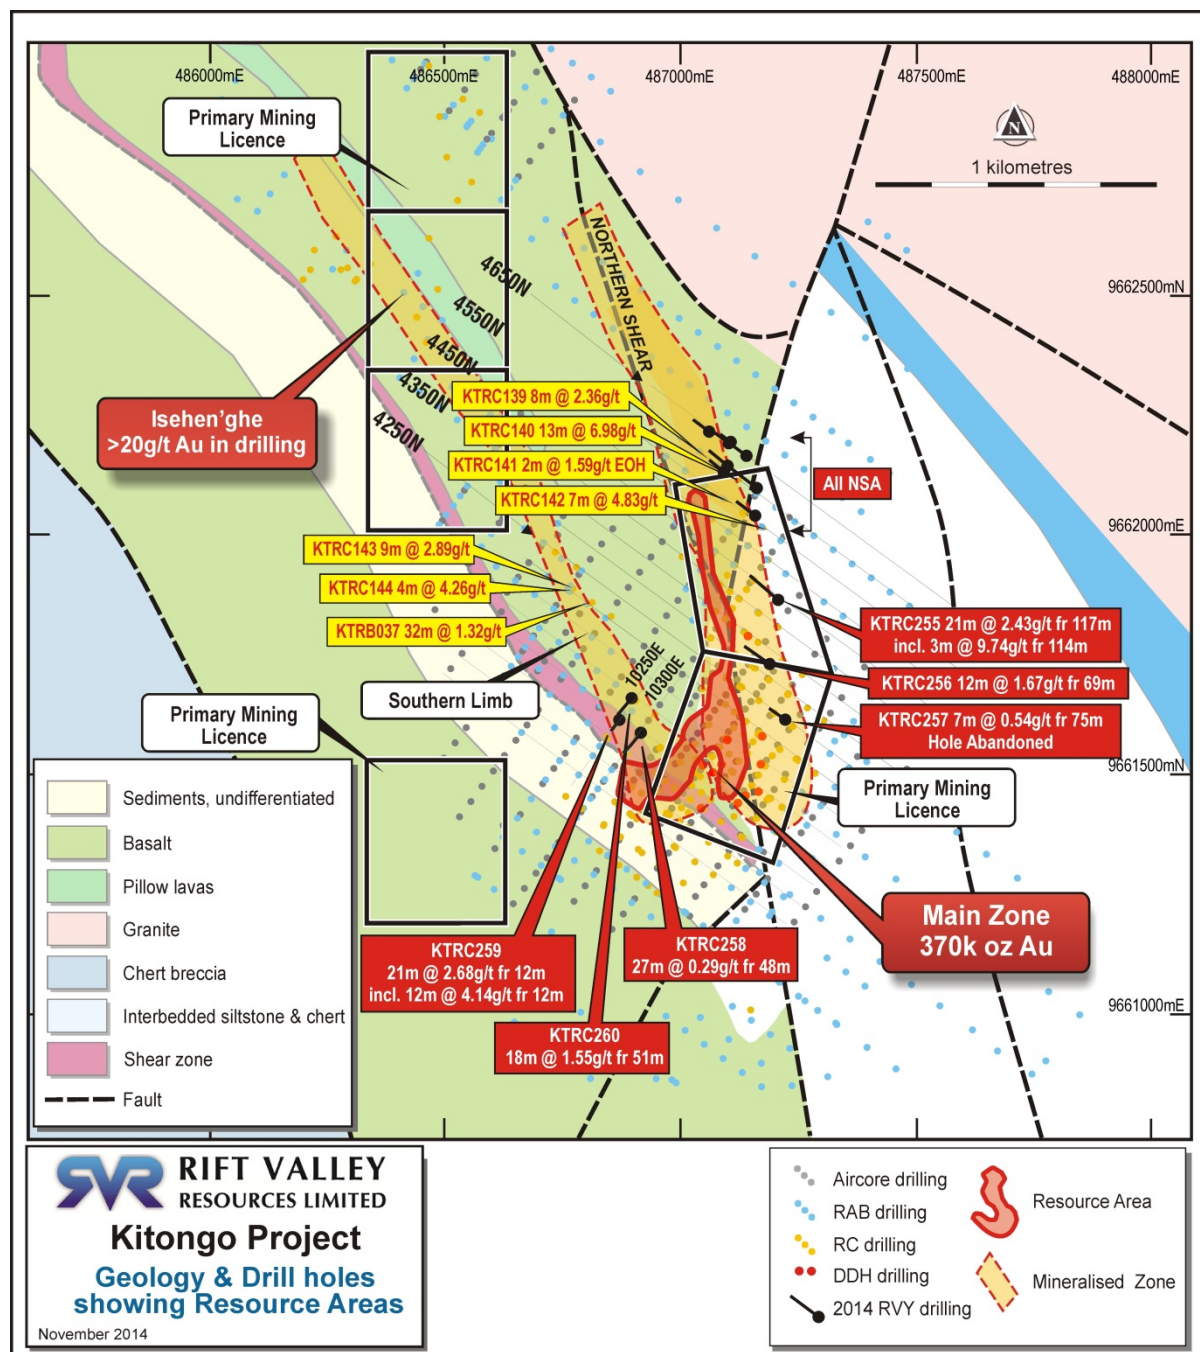 486000mE
486500mE
487000mE
487500mE
488000mE
Primary Mining
Licence
N
1 kilometres
NORTHERN SHEAR
9662500mN
4650N
4550N
4450N
4350N
4250N
Isehen'ghe
>20g/t Au in drilling
KTRC139 8m @ 2.36g/t
KTRC140 13m @ 6.98g/t
KTRC141 2m @ 1.59g/t EOH
KTRC142 7m @ 4.83g/t
All NSA
9662000mN
KTRC143 9m @ 2.89g/t
KTRC144 4m @ 4.26g/t
KTRB037 32m @ 1.32g/t
KTRC255 21m @ 2.43g/t fr 117m
incl. 3m @ 9.74g/t fr 114m
KTRC256 12m @ 1.67g/t fr 69m
KTRC257 7m @ 0.54g/t fr 75m
Hole Abandoned
10250E
10300E
Southern Limb
Primary Mining
Licence
9661500mN
Primary Mining
Licence
Main Zone
370k oz Au
KTRC259
21m @ 2.68g/t fr 12m
incl. 12m @ 4.14g/t fr 12m
KTRC258
27m @ 0.29g/t fr 48m
KTRC260
18m @ 1.55g/t fr 51m
9661000mN
Sediments, undifferentiated
Basalt
Pillow lavas
Granite
Chert breccia
Interbedded siltstone & chert
Shear zone
Fault
SVR RIFT VALLEY
RESOURCES LIMITED
Kitongo Project
Geology & Drill holes
showing Resource Areas
November 2014
Aircore drilling
RAB drilling
RC drilling
DDH drilling
2014 RVY drilling
Resource Area
Mineralised Zone